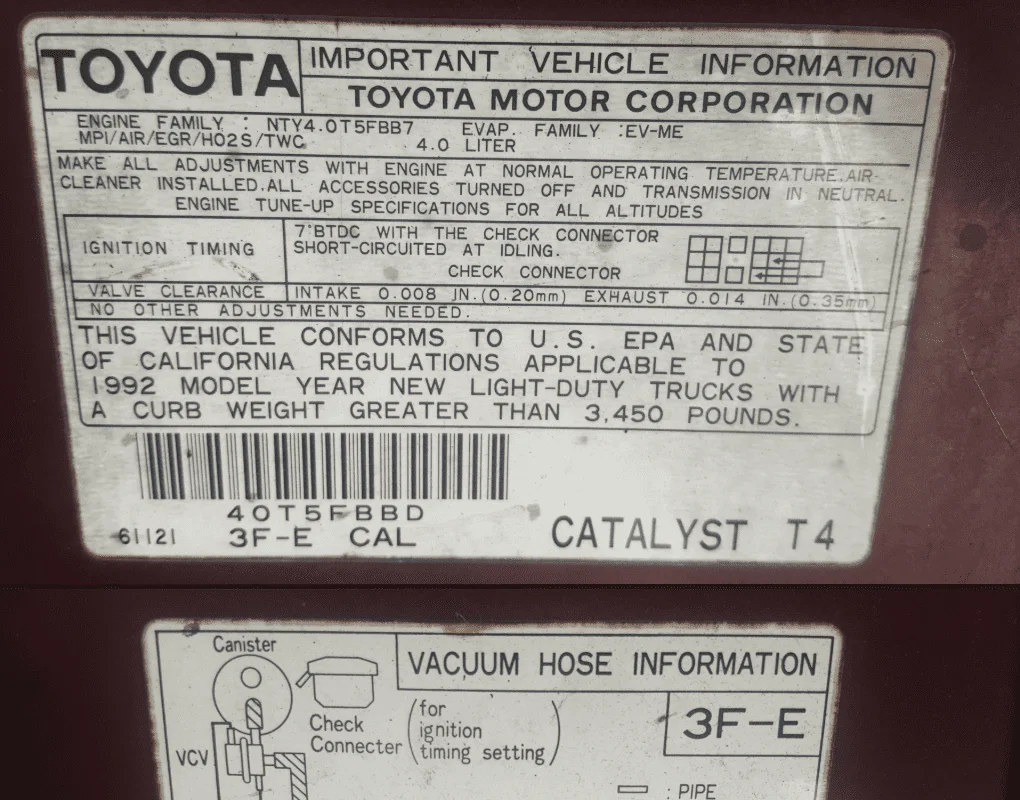 TOYOTA
IMPORTANT VEHICLE INFORMATION
TOYOTA MOTOR CORPORATION
ENGINE FAMILY : NTY4.0T5FBB7 EVAP. FAMILY :EV-ME
MPI/AIR/EGR/HO2S/TWC 4.0 LITER
MAKE ALL ADJUSTMENTS WITH ENGINE AT NORMAL OPERATING TEMPERATURE.AIR-
CLEANER INSTALLED.ALL ACCESSORIES TURNED OFF AND TRANSMISSION IN NEUTRAL.
ENGINE TUNE-UP SPECIFICATIONS FOR ALL ALTITUDES
IGNITION TIMING
7°BTDC WITH THE CHECK CONNECTOR
SHORT-CIRCUITED AT IDLING.
CHECK CONNECTOR
VALVE CLEARANCE INTAKE 0.008 IN.(0.20mm) EXHAUST 0.014 IN.(0.35mm)
NO OTHER ADJUSTMENTS NEEDED.
THIS VEHICLE CONFORMS TO U.S. EPA AND STATE
OF CALIFORNIA REGULATIONS APPLICABLE TO
1992 MODEL YEAR NEW LIGHT-DUTY TRUCKS WITH
A CURB WEIGHT GREATER THAN 3,450 POUNDS.
40T5FBBD
61121 3F-E CAL
CATALYST T4
Canister
VACUUM HOSE INFORMATION
3F-E
Check
Connecter
(for
ignition
timing setting)
VCV
: PIPE